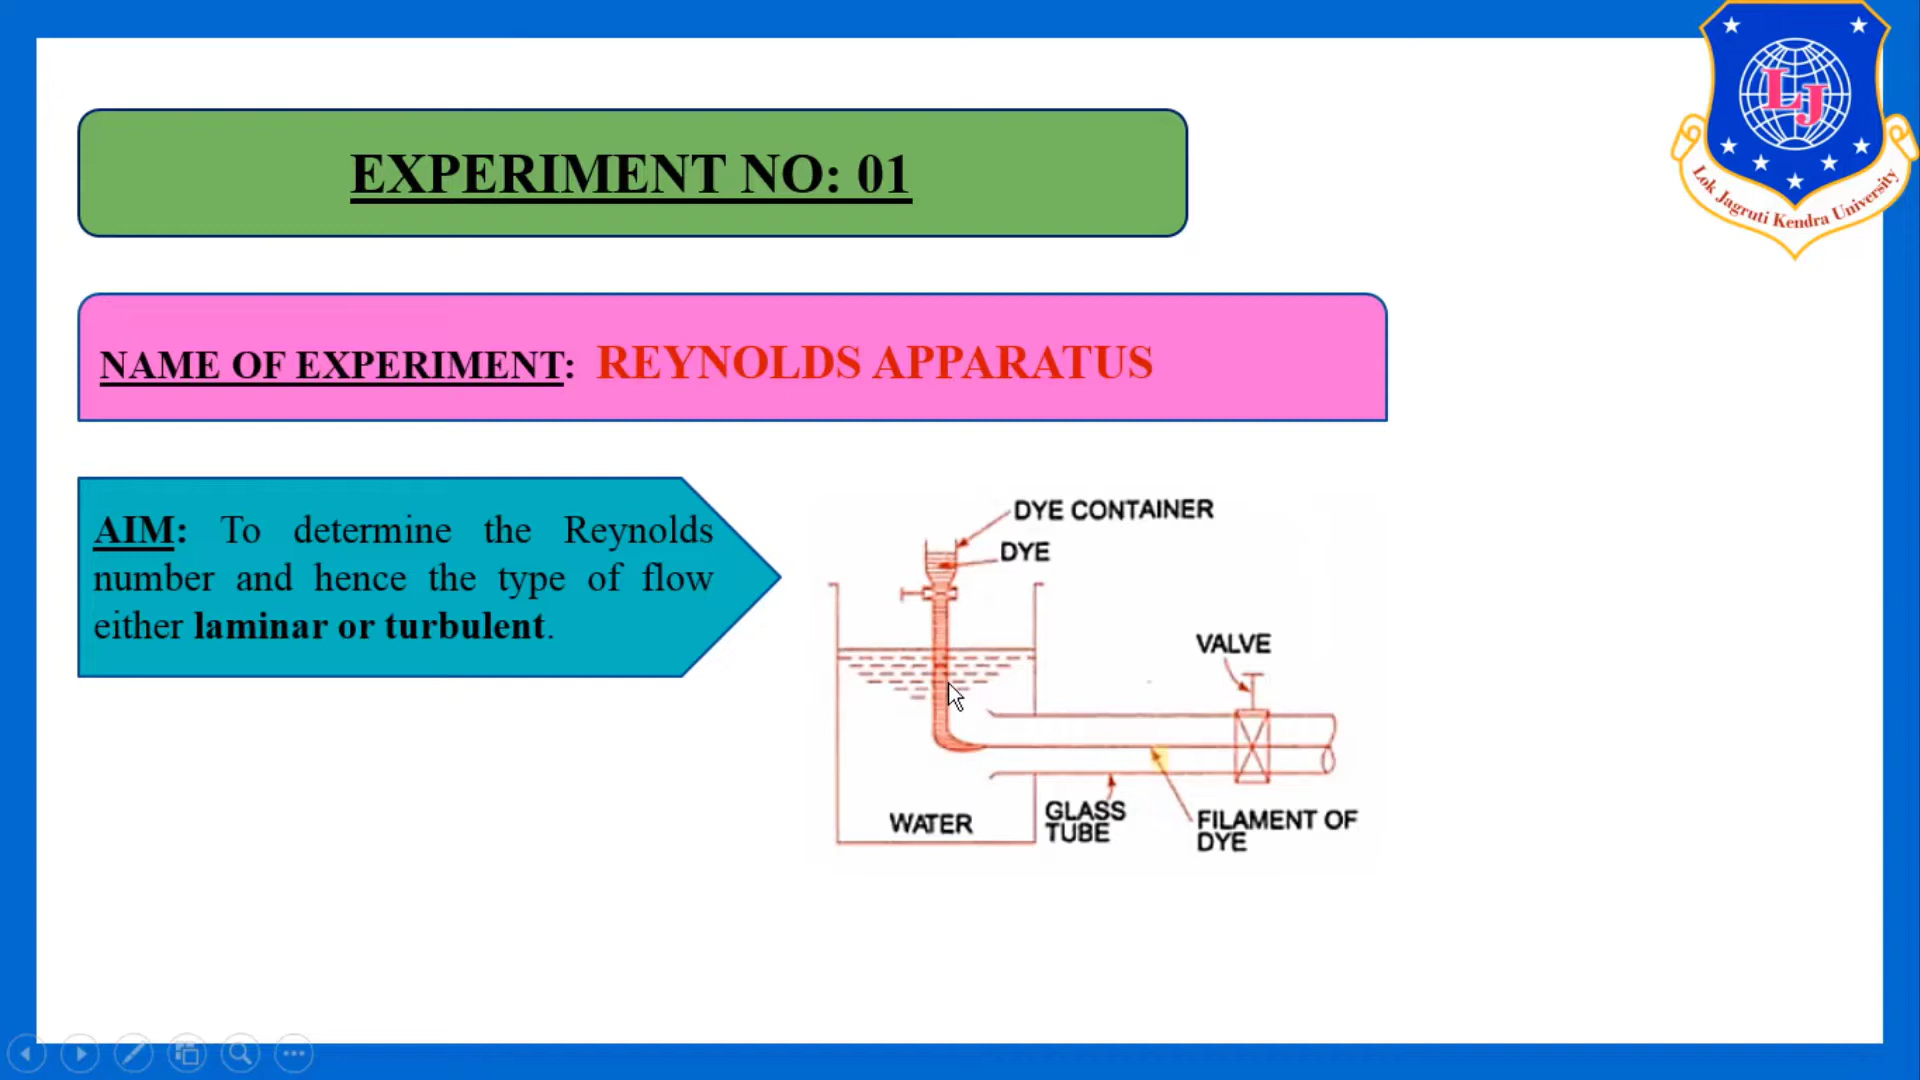 EXPERIMENT NO: 01
LJ
Lok Jagruti Kendra University
NAME OF EXPERIMENT: REYNOLDS APPARATUS
AIM: To determine the Reynolds
number and hence the type of flow
either laminar or turbulent.
DYE CONTAINER
DYE
VALVE
WATER
GLASS
TUBE
FILAMENT OF
DYE